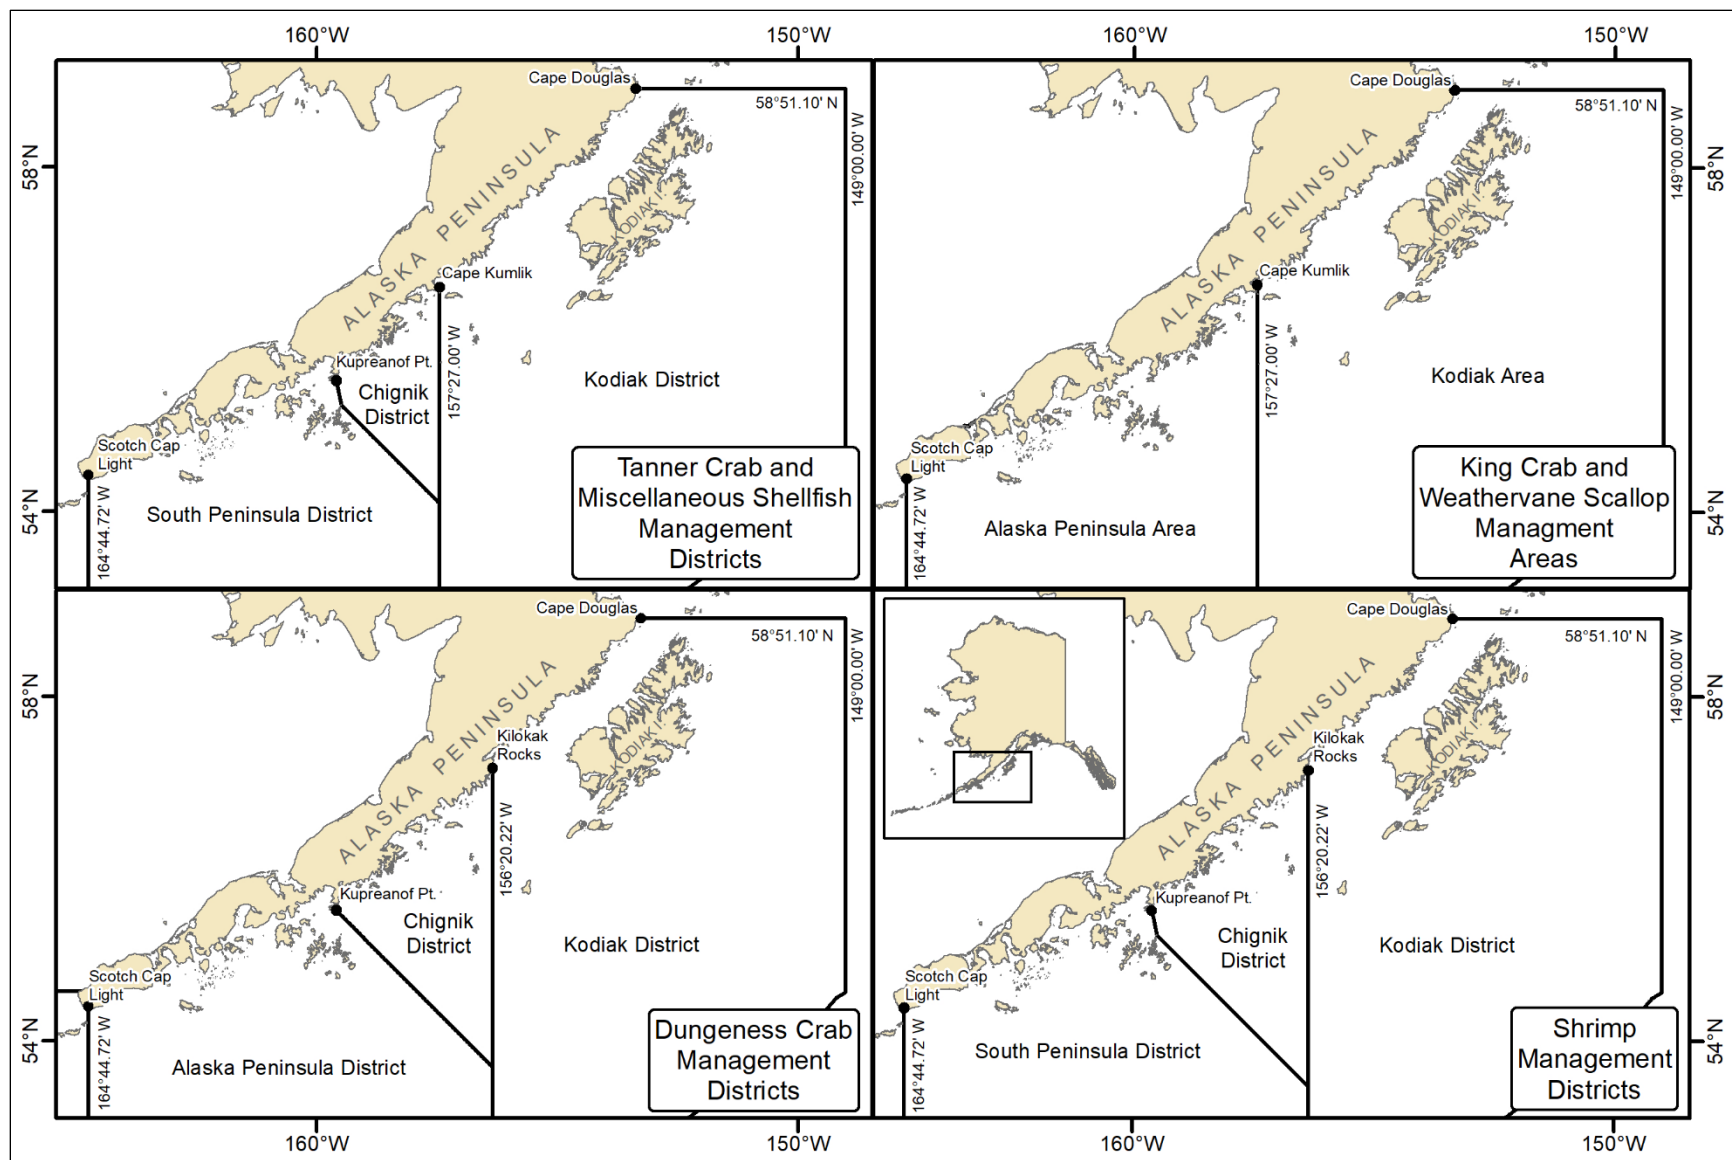 160°W
150°W
160°W
150°W
58°N
54°N
Cape Douglas
58°51.10' N
149°00.00' W
ALASKA PENINSULA
KODIAK I.
Cape Kumlik
157°27.00' W
Kupreanof Pt.
Chignik
District
Kodiak District
Scotch Cap
Light
164°44.72' W
South Peninsula District
Tanner Crab and
Miscellaneous Shellfish
Management
Districts
Cape Douglas
58°51.10' N
149°00.00' W
58°N
54°N
ALASKA PENINSULA
KODIAK I.
Cape Kumlik
157°27.00' W
Kodiak Area
Scotch Cap
Light
164°44.72' W
Alaska Peninsula Area
King Crab and
Weathervane Scallop
Managment
Areas
58°N
54°N
Cape Douglas
58°51.10' N
149°00.00' W
ALASKA PENINSULA
KODIAK I.
Kilokak
Rocks
156°20.22' W
Kupreanof Pt.
Chignik
District
Kodiak District
Scotch Cap
Light
164°44.72' W
Alaska Peninsula District
Dungeness Crab
Management
Districts
Cape Douglas
58°51.10' N
149°00.00' W
58°N
54°N
ALASKA PENINSULA
KODIAK I.
Kilokak
Rocks
156°20.22' W
Kupreanof Pt.
Chignik
District
Kodiak District
Scotch Cap
Light
164°44.72' W
South Peninsula District
Shrimp
Management
Districts
160°W
150°W
160°W
150°W